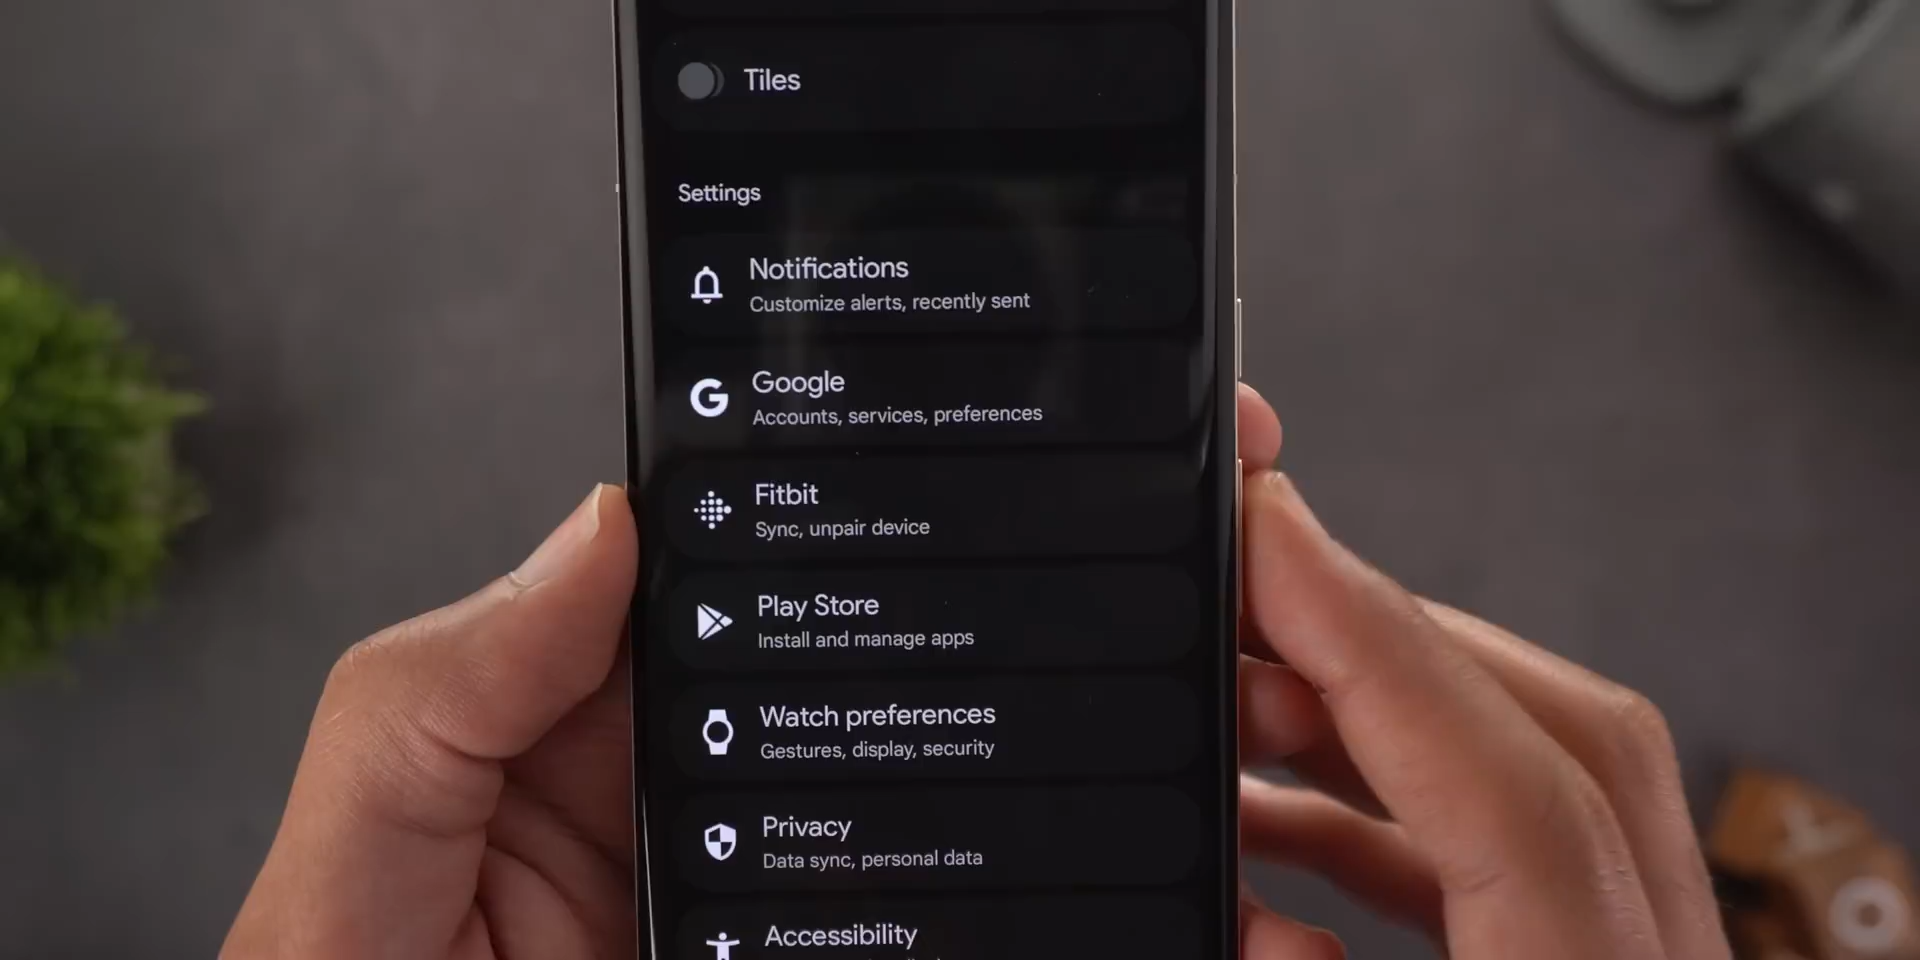 Tiles
Settings
Notifications
Customize alerts, recently sent
Google
Accounts, services, preferences
Fitbit
Sync, unpair device
Play Store
Install and manage apps
Watch preferences
Gestures, display, security
Privacy
Data sync, personal data
Accessibility